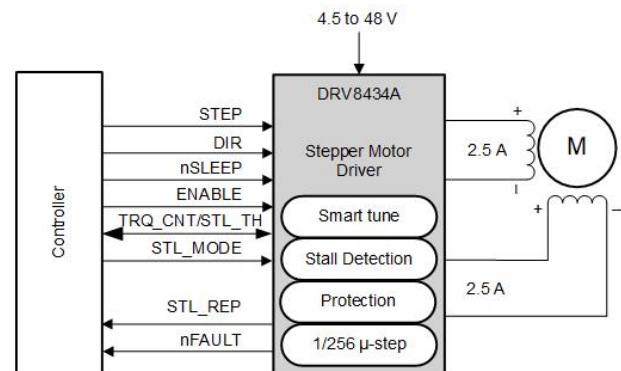 4.5 to 48 V
DRV8434A
STEP
+
DIR
Stepper Motor
Driver
2.5 A
M
nSLEEP
ENABLE
–
Smart tune
+
–
TRQ_CNT/STL_TH
Controller
STL_MODE
Stall Detection
2.5 A
Protection
STL_REP
nFAULT
1/256 µ-step